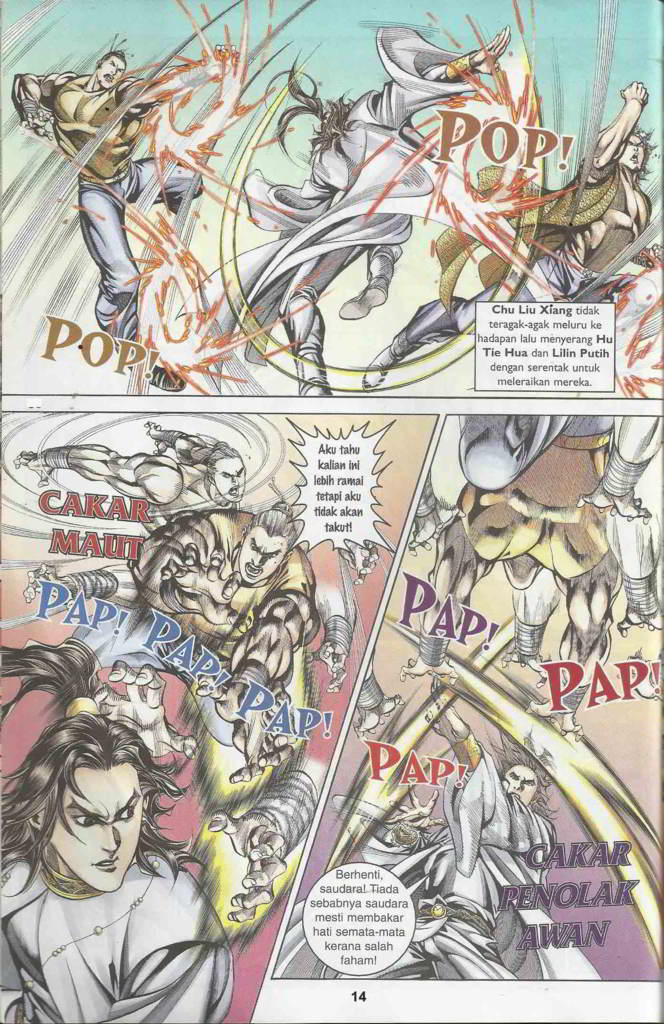 POP!
POP!
Chu Liu Xiang tidak
teragak-agak meluru ke
hadapan lalu menyerang Hu
Tie Hua dan Lilin Putih
dengan serentak untuk
meleraikan mereka.
Aku tahu
kalian ini
lebih ramai
tetapi aku
tidak akan
takut!
CAKAR
MAUT
PAP! PAP! PAP!
PAP!
PAP!
PAP!
CAKAR
PENOLAK
AWAN
Berhenti,
saudara! Tiada
sebabnya saudara
mesti membakar
hati semata-mata
kerana salah
faham!
14